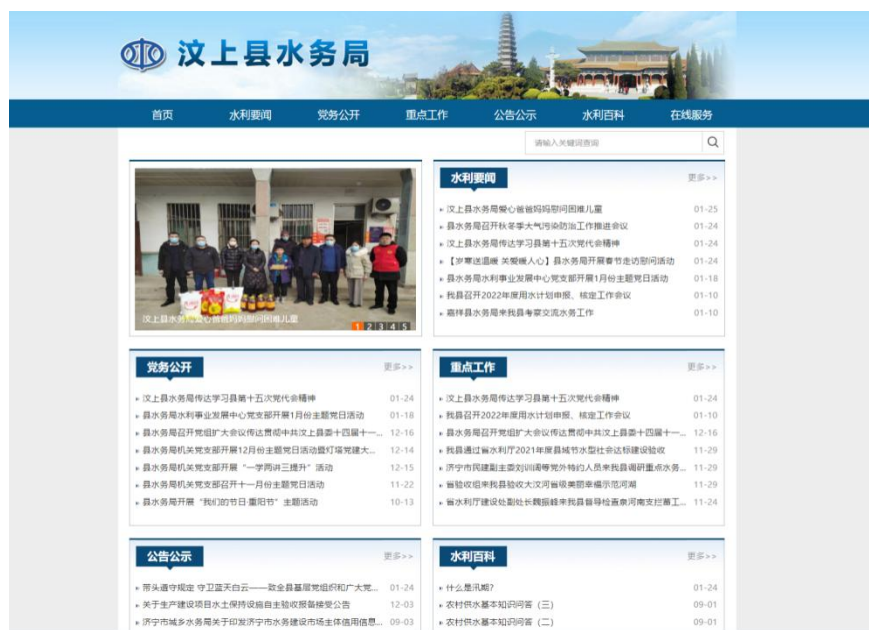 汶上县水务局
首页 水利要闻 党务公开 重点工作 公告公示 水利百科 在线服务
请输入关键词查询
汶上县水务局爱心爸爸妈妈慰问困难儿童
1 2 3 4 5
水利要闻 更多>>
汶上县水务局爱心爸爸妈妈慰问困难儿童 01-25
县水务局召开秋冬季大气污染防治工作推进会议 01-24
汶上县水务局传达学习县第十五次党代会精神 01-24
【岁寒送温暖 关爱暖人心】县水务局开展春节走访慰问活动 01-24
县水务局水利事业发展中心党支部开展1月份主题党日活动 01-18
我县召开2022年度用水计划申报、核定工作会议 01-10
嘉祥县水务局来我县考察交流水务工作 01-10
党务公开 更多>>
汶上县水务局传达学习县第十五次党代会精神 01-24
县水务局水利事业发展中心党支部开展1月份主题党日活动 01-18
县水务局召开党组扩大会议传达贯彻中共汶上县委十四届十一... 12-16
县水务局机关党支部开展12月份主题党日活动暨灯塔党建大... 12-14
县水务局机关党支部开展“一学两讲三提升”活动 12-15
县水务局机关党支部召开十一月份主题党日活动 11-22
县水务局开展“我们的节日·重阳节”主题活动 10-13
重点工作 更多>>
汶上县水务局传达学习县第十五次党代会精神 01-24
我县召开2022年度用水计划申报、核定工作会议 01-10
县水务局召开党组扩大会议传达贯彻中共汶上县委十四届十一... 12-16
我县通过省水利厅2021年度县域节水型社会达标建设验收 11-29
济宁市民建副主委刘训闻等党外特约人员来我县调研重点水务... 11-29
省验收组来我县验收大汶河省级美丽幸福示范河湖 11-29
省水利厅建设处副处长魏振峰来我县督导检查泉河南支拦蓄工... 11-24
公告公示 更多>>
带头遵守规定 守卫蓝天白云——致全县基层党组织和广大党... 01-24
关于生产建设项目水土保持设施自主验收报备接受公告 12-03
济宁市城乡水务局关于印发济宁市水务建设市场主体信用信息... 09-03
水利百科 更多>>
什么是汛期? 01-24
农村供水基本知识问答（三） 09-01
农村供水基本知识问答（二） 09-01